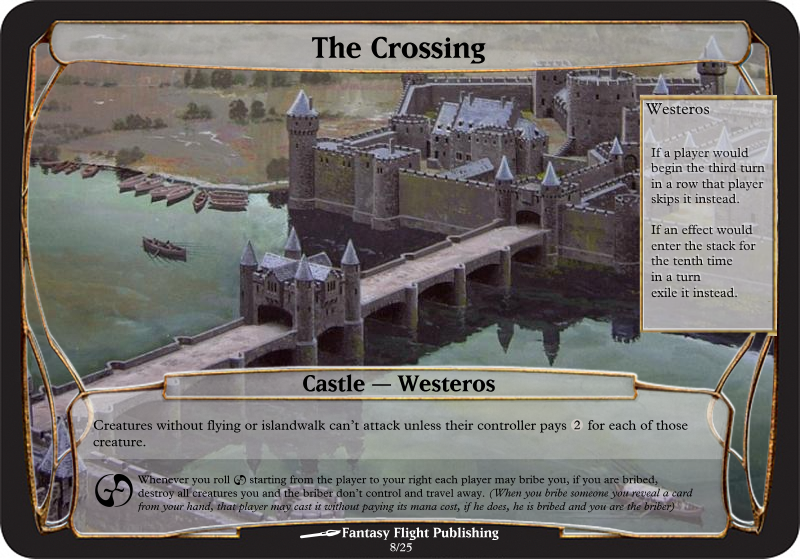 The Crossing
Westeros
If a player would
begin the third turn
in a row that player
skips it instead.
If an effect would
enter the stack for
the tenth time
in a turn
exile it instead.
Castle — Westeros
Creatures without flying or islandwalk can't attack unless their controller pays 2 for each of those
creature.
Whenever you roll starting from the player to your right each player may bribe you, if you are bribed,
destroy all creatures you and the briber don't control and travel away. (When you bribe someone you reveal a card
from your hand, that player may cast it without paying its mana cost, if he does, he is bribed and you are the briber)
Fantasy Flight Publishing
8/25